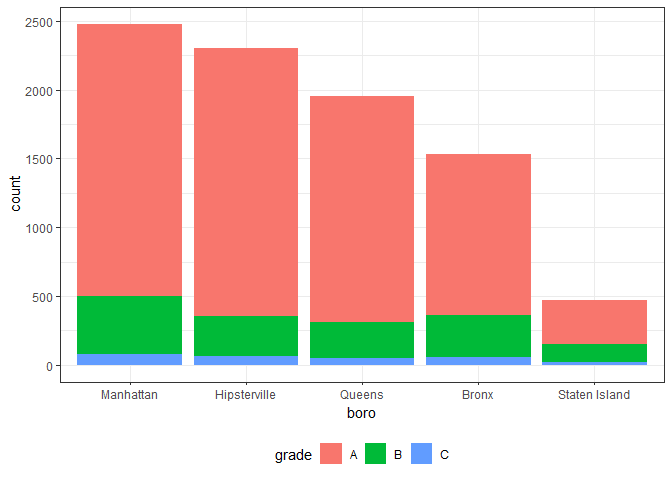 2500
2000
1500
1000
500
0
count
Manhattan Hipsterville Queens Bronx Staten Island
boro
grade A B C